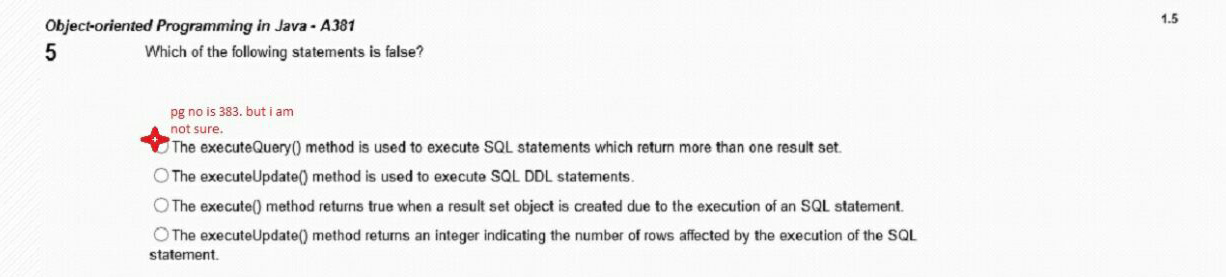 Object-oriented Programming in Java - A381
1.5
5
Which of the following statements is false?
pg no is 383. but i am
not sure.
The executeQuery() method is used to execute SQL statements which return more than one result set.
The executeUpdate() method is used to execute SQL DDL statements.
The execute() method returns true when a result set object is created due to the execution of an SQL statement.
The executeUpdate() method returns an integer indicating the number of rows affected by the execution of the SQL
statement.